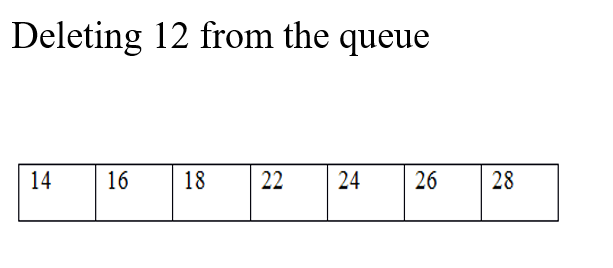 Deleting 12 from the queue
14 16 18 22 24 26 28